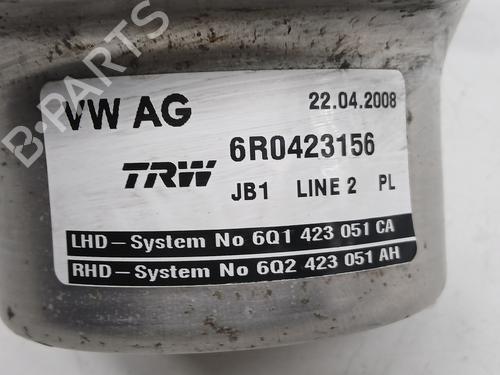 B-PARTS
VW AG
22.04.2008
6R0423156
TRW
JB1 LINE 2 PL
LHD-System No 6Q1 423 051 CA
RHD-System No 6Q2 423 051 AH